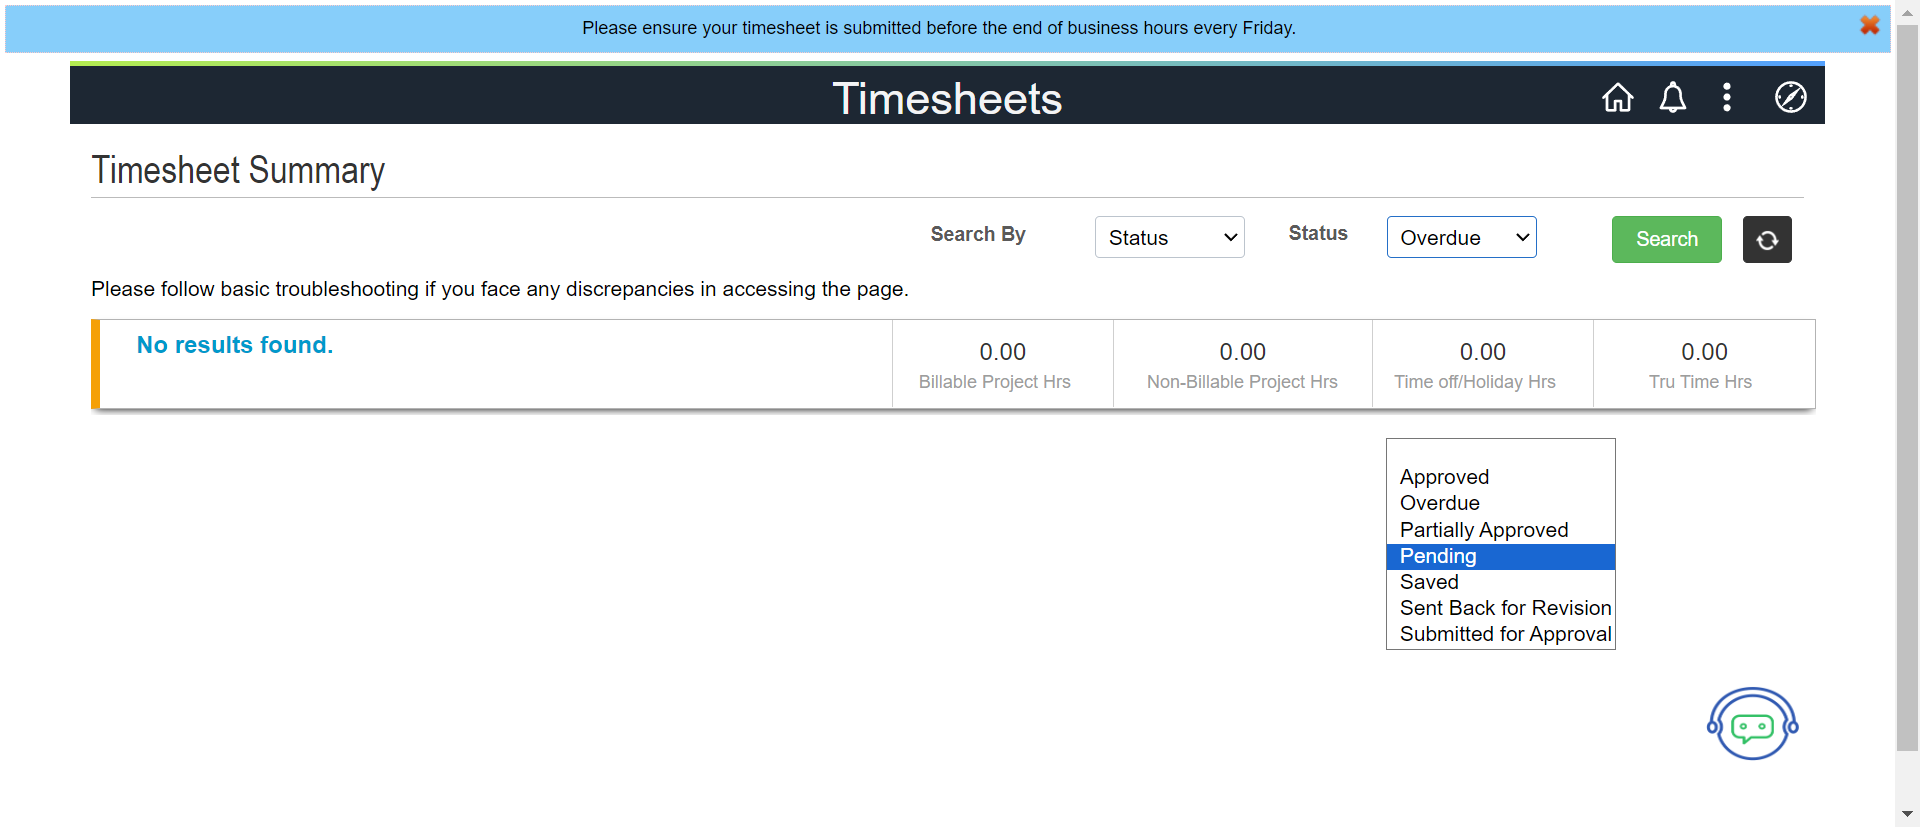 Please ensure your timesheet is submitted before the end of business hours every Friday.
Timesheets
Timesheet Summary
Search By
Status
Status
Overdue
Search
Please follow basic troubleshooting if you face any discrepancies in accessing the page.
No results found.
0.00
Billable Project Hrs
0.00
Non-Billable Project Hrs
0.00
Time off/Holiday Hrs
0.00
Tru Time Hrs
Approved
Overdue
Partially Approved
Pending
Saved
Sent Back for Revision
Submitted for Approval